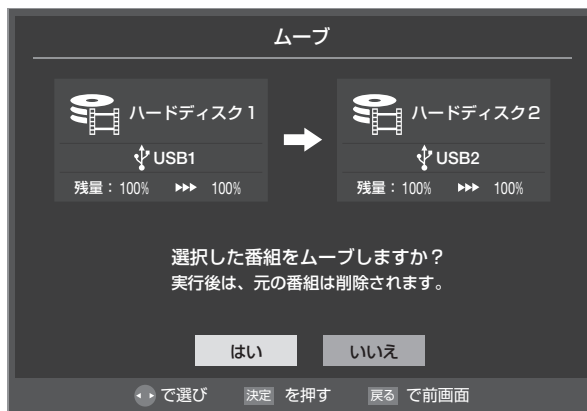 ムーブ
ハードディスク1
USB1
残量：100% ▶▶▶ 100%
ハードディスク2
USB2
残量：100% ▶▶▶ 100%
選択した番組をムーブしますか？
実行後は、元の番組は削除されます。
はい いいえ
で選び 決定 を押す 戻る で前画面